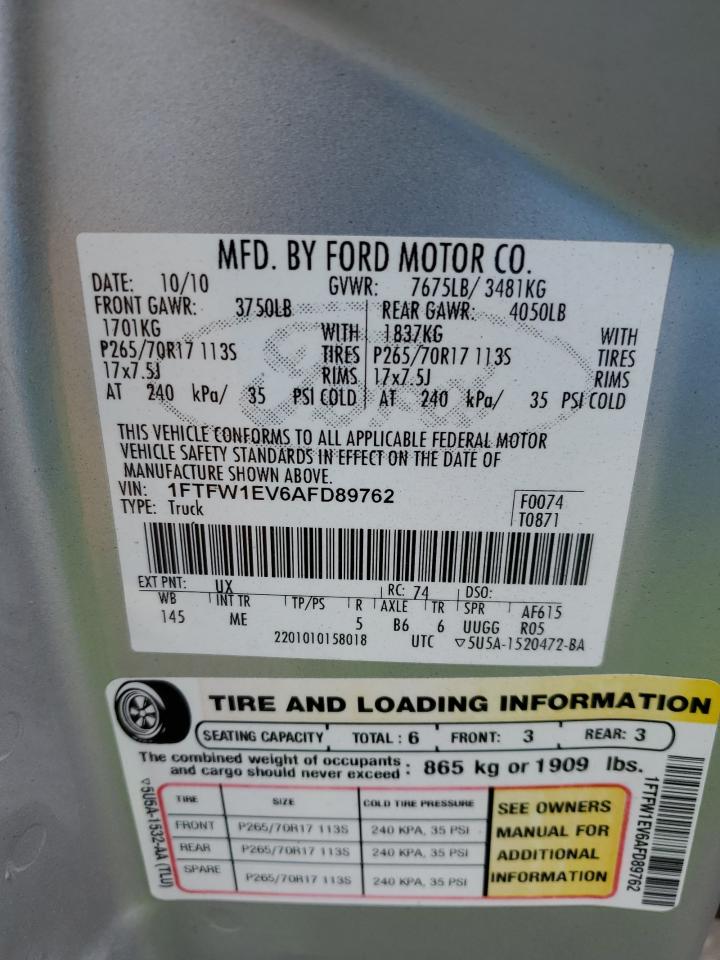 MFD. BY FORD MOTOR CO.
DATE: 10/10 GVWR: 7675LB/ 3481KG
FRONT GAWR: 3750LB REAR GAWR: 4050LB
1701KG WITH 1837KG WITH
P265/70R17 113S TIRES P265/70R17 113S TIRES
17x7.5J RIMS 17x7.5J RIMS
AT 240 kPa/ 35 PSI COLD AT 240 kPa/ 35 PSI COLD
THIS VEHICLE CONFORMS TO ALL APPLICABLE FEDERAL MOTOR
VEHICLE SAFETY STANDARDS IN EFFECT ON THE DATE OF
MANUFACTURE SHOWN ABOVE.
VIN: 1FTFW1EV6AFD89762
TYPE: Truck
F0074
T0871
EXT PNT: UX RC: 74 DSO:
WB INT TR TP/PS R AXLE TR SPR AF615
145 ME 5 B6 6 UUGG R05
2201010158018 UTC ▽5U5A-1520472-BA
TIRE AND LOADING INFORMATION
SEATING CAPACITY TOTAL : 6 FRONT: 3 REAR: 3
The combined weight of occupants
and cargo should never exceed : 865 kg or 1909 lbs.
TIRE SIZE COLD TIRE PRESSURE
FRONT P265/70R17 113S 240 KPA, 35 PSI
REAR P265/70R17 113S 240 KPA, 35 PSI
SPARE P265/70R17 113S 240 KPA, 35 PSI
SEE OWNERS
MANUAL FOR
ADDITIONAL
INFORMATION
▽5U5A-1532-AA (TLU)
1FTFW1EV6AFD89762